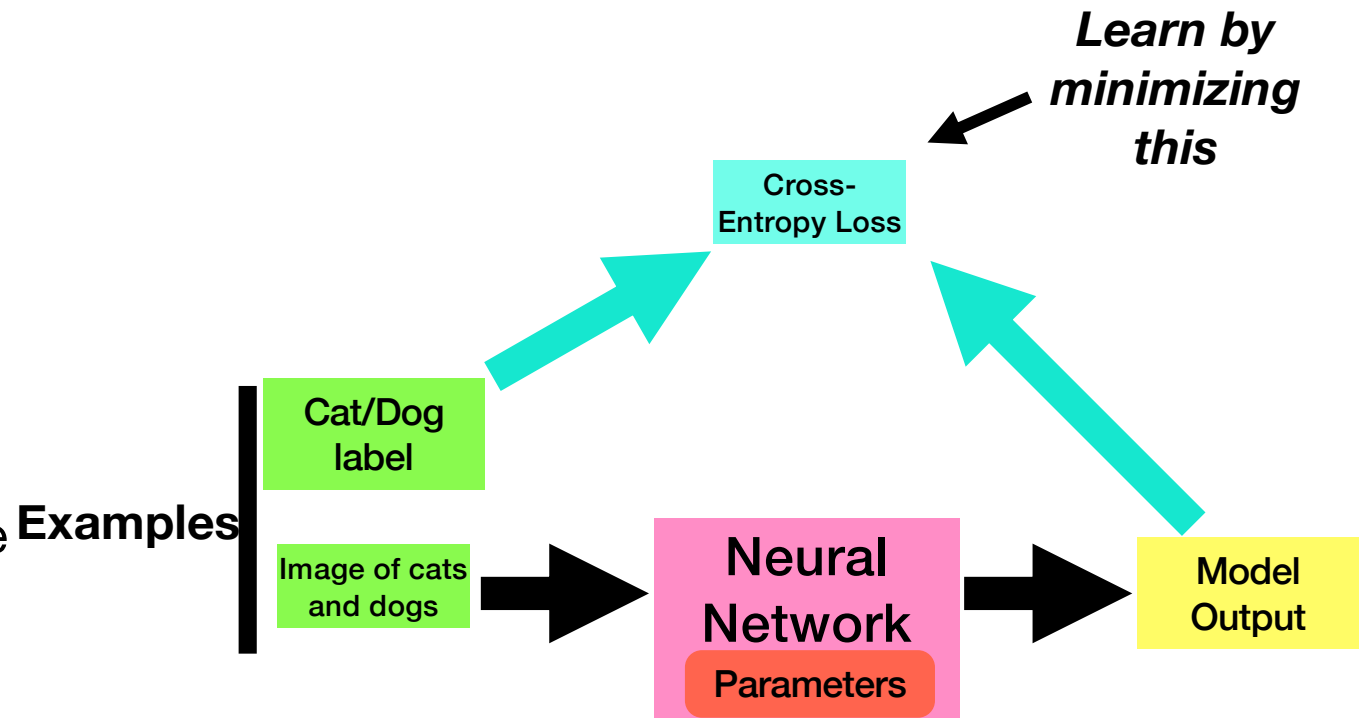 Learn by
minimizing
this
Cross-
Entropy Loss
Cat/Dog
label
e Examples
Image of cats
and dogs
Neural
Network
Parameters
Model
Output